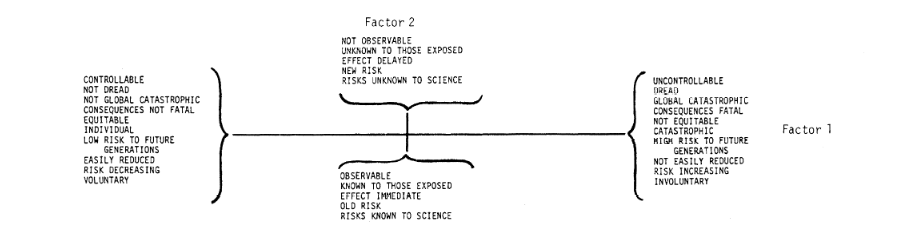 Factor 2
NOT OBSERVABLE
UNKNOWN TO THOSE EXPOSED
EFFECT DELAYED
NEW RISK
RISKS UNKNOWN TO SCIENCE
CONTROLLABLE
NOT DREAD
NOT GLOBAL CATASTROPHIC
CONSEQUENCES NOT FATAL
EQUITABLE
INDIVIDUAL
LOW RISK TO FUTURE
GENERATIONS
EASILY REDUCED
RISK DECREASING
VOLUNTARY
UNCONTROLLABLE
DREAD
GLOBAL CATASTROPHIC
CONSEQUENCES FATAL
NOT EQUITABLE
CATASTROPHIC
HIGH RISK TO FUTURE
GENERATIONS
NOT EASILY REDUCED
RISK INCREASING
INVOLUNTARY
Factor 1
OBSERVABLE
KNOWN TO THOSE EXPOSED
EFFECT IMMEDIATE
OLD RISK
RISKS KNOWN TO SCIENCE